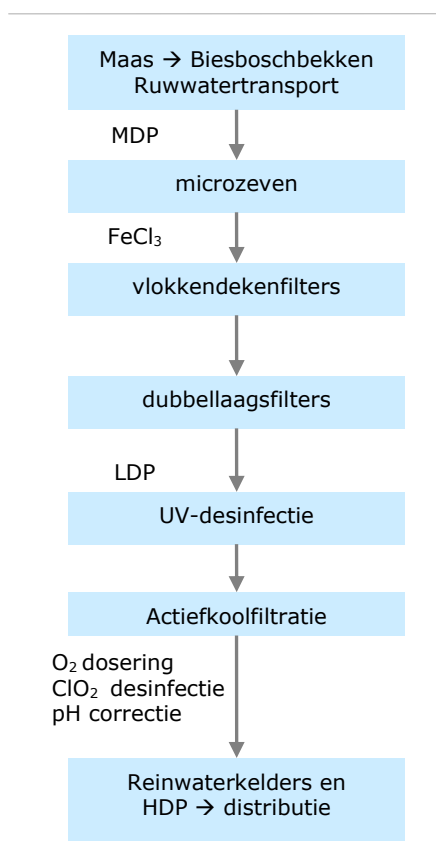 Maas → Biesboschbekken
Ruwwatertransport
MDP
microzeven
FeCl₃
vlokkendekenfilters
dubbellaagsfilters
LDP
UV-desinfectie
Actiefkoolfiltratie
O₂ dosering
ClO₂ desinfectie
pH correctie
Reinwaterkelders en
HDP → distributie